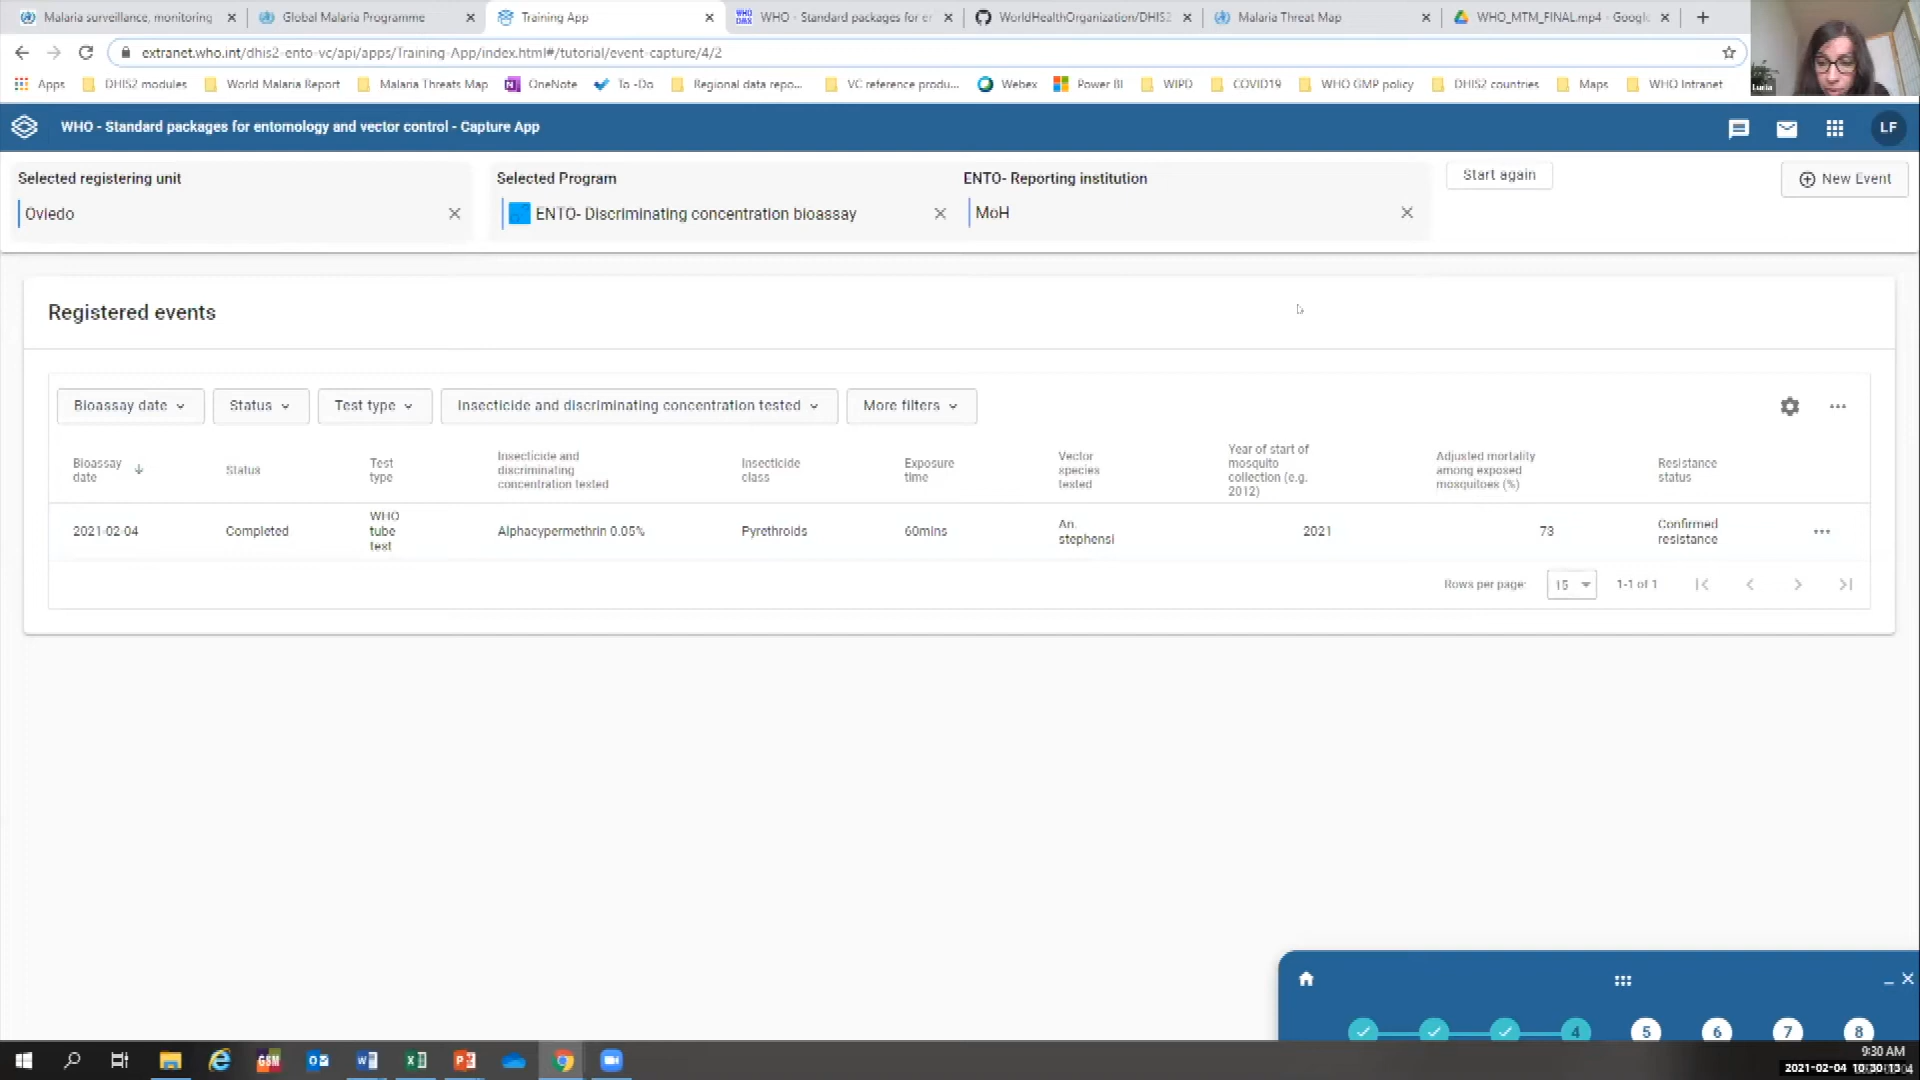 Malaria surveillance, monitoring
Global Malaria Programme
Training App
WHO - Standard packages for e
WorldHealthOrganization/DHIS2
Malaria Threat Map
WHO_MTM_FINAL.mp4 - Google
extranet.who.int/dhis2-ento-vc/api/apps/Training-App/index.html#/tutorial/event-capture/4/2
Apps
DHIS2 modules
World Malaria Report
Malaria Threats Map
OneNote
To-Do
Regional data repo...
VC reference produ...
Webex
Power BI
WIPD
COVID19
WHO GMP policy
DHIS2 countries
Maps
WHO Intranet
Lucia
WHO - Standard packages for entomology and vector control - Capture App
LF
Selected registering unit
Oviedo
Selected Program
ENTO- Discriminating concentration bioassay
ENTO- Reporting institution
MoH
Start again
New Event
Registered events
Bioassay date
Status
Test type
Insecticide and discriminating concentration tested
More filters
Bioassay
date
Status
Test
type
Insecticide and
discriminating
concentration tested
Insecticide
class
Exposure
time
Vector
species
tested
Year of start of
mosquito
collection (e.g.
2012)
Adjusted mortality
among exposed
mosquitoes (%)
Resistance
status
2021-02-04
Completed
WHO
tube
test
Alphacypermethrin 0.05%
Pyrethroids
60mins
An.
stephensi
2021
73
Confirmed
resistance
Rows per page:
15
1-1 of 1
4
5
6
7
8
GSM
9:30 AM